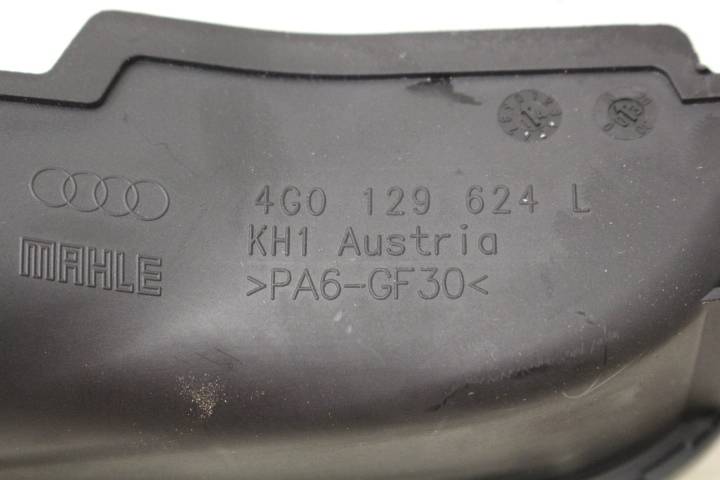 4G0 129 624 L
KH1 Austria
MAHLE
>PA6-GF30<